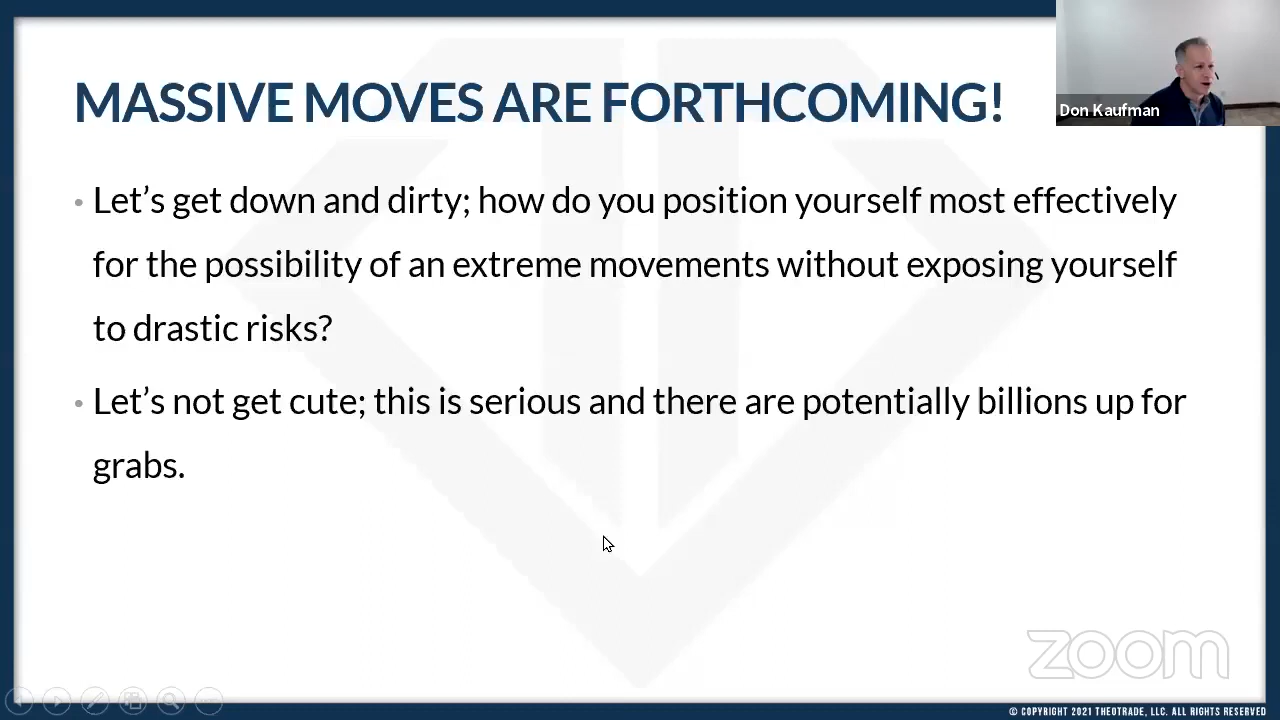 MASSIVE MOVES ARE FORTHCOMING!
Don Kaufman
• Let's get down and dirty; how do you position yourself most effectively
for the possibility of an extreme movements without exposing yourself
to drastic risks?
• Let's not get cute; this is serious and there are potentially billions up for
grabs.
zoom
© COPYRIGHT 2021 THEOTRADE, LLC. ALL RIGHTS RESERVED